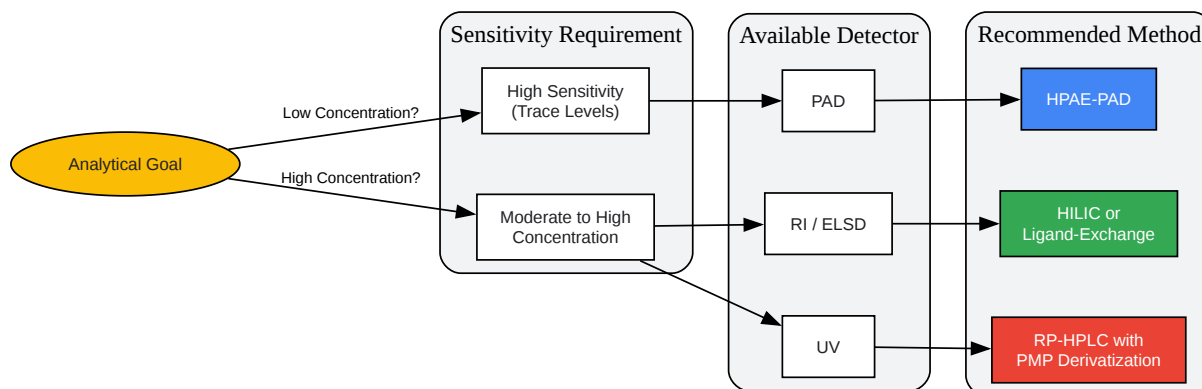 Sensitivity Requirement
Available Detector
Recommended Method
High Sensitivity
(Trace Levels)
PAD
HPAE-PAD
Low Concentration?
Analytical Goal
High Concentration?
Moderate to High
Concentration
RI / ELSD
HILIC or
Ligand-Exchange
UV
RP-HPLC with
PMP Derivatization